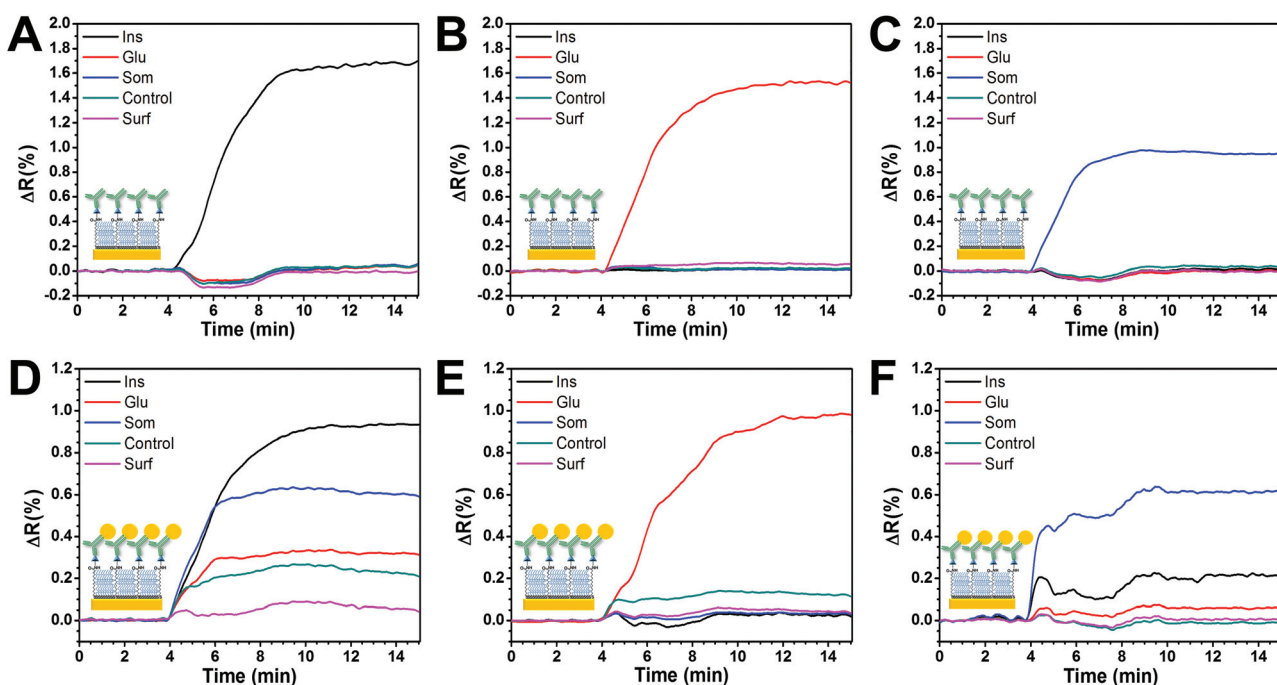 A
ΔR(%)
2.0
1.8
1.6
1.4
1.2
1.0
0.8
0.6
0.4
0.2
0.0
-0.2
Ins
Glu
Som
Control
Surf
0 2 4 6 8 10 12 14
Time (min)
B
ΔR(%)
2.0
1.8
1.6
1.4
1.2
1.0
0.8
0.6
0.4
0.2
0.0
-0.2
Ins
Glu
Som
Control
Surf
0 2 4 6 8 10 12 14
Time (min)
C
ΔR(%)
2.0
1.8
1.6
1.4
1.2
1.0
0.8
0.6
0.4
0.2
0.0
-0.2
Ins
Glu
Som
Control
Surf
0 2 4 6 8 10 12 14
Time (min)
D
ΔR(%)
1.2
1.0
0.8
0.6
0.4
0.2
0.0
Ins
Glu
Som
Control
Surf
0 2 4 6 8 10 12 14
Time (min)
E
ΔR(%)
1.2
1.0
0.8
0.6
0.4
0.2
0.0
Ins
Glu
Som
Control
Surf
0 2 4 6 8 10 12 14
Time (min)
F
ΔR(%)
1.2
1.0
0.8
0.6
0.4
0.2
0.0
Ins
Glu
Som
Control
Surf
0 2 4 6 8 10 12 14
Time (min)